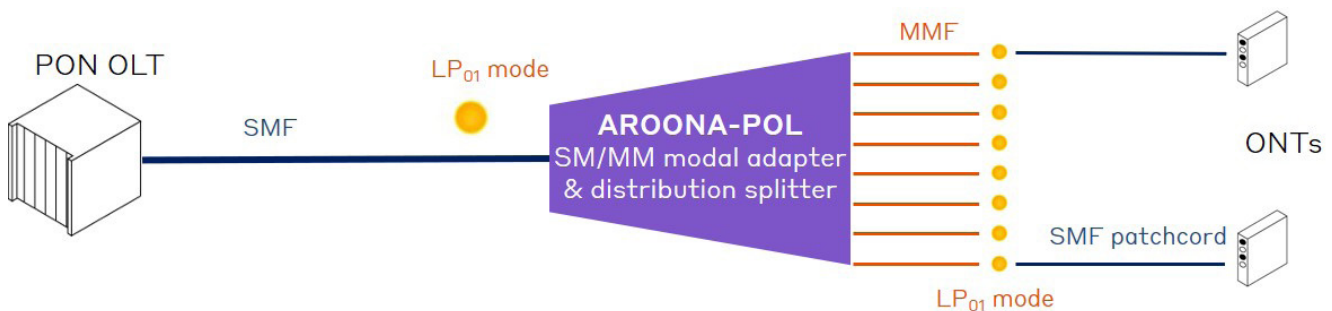 PON OLT
SMF
LP₀₁ mode
AROONA-POL
SM/MM modal adapter
& distribution splitter
MMF
ONTs
SMF patchcord
LP₀₁ mode